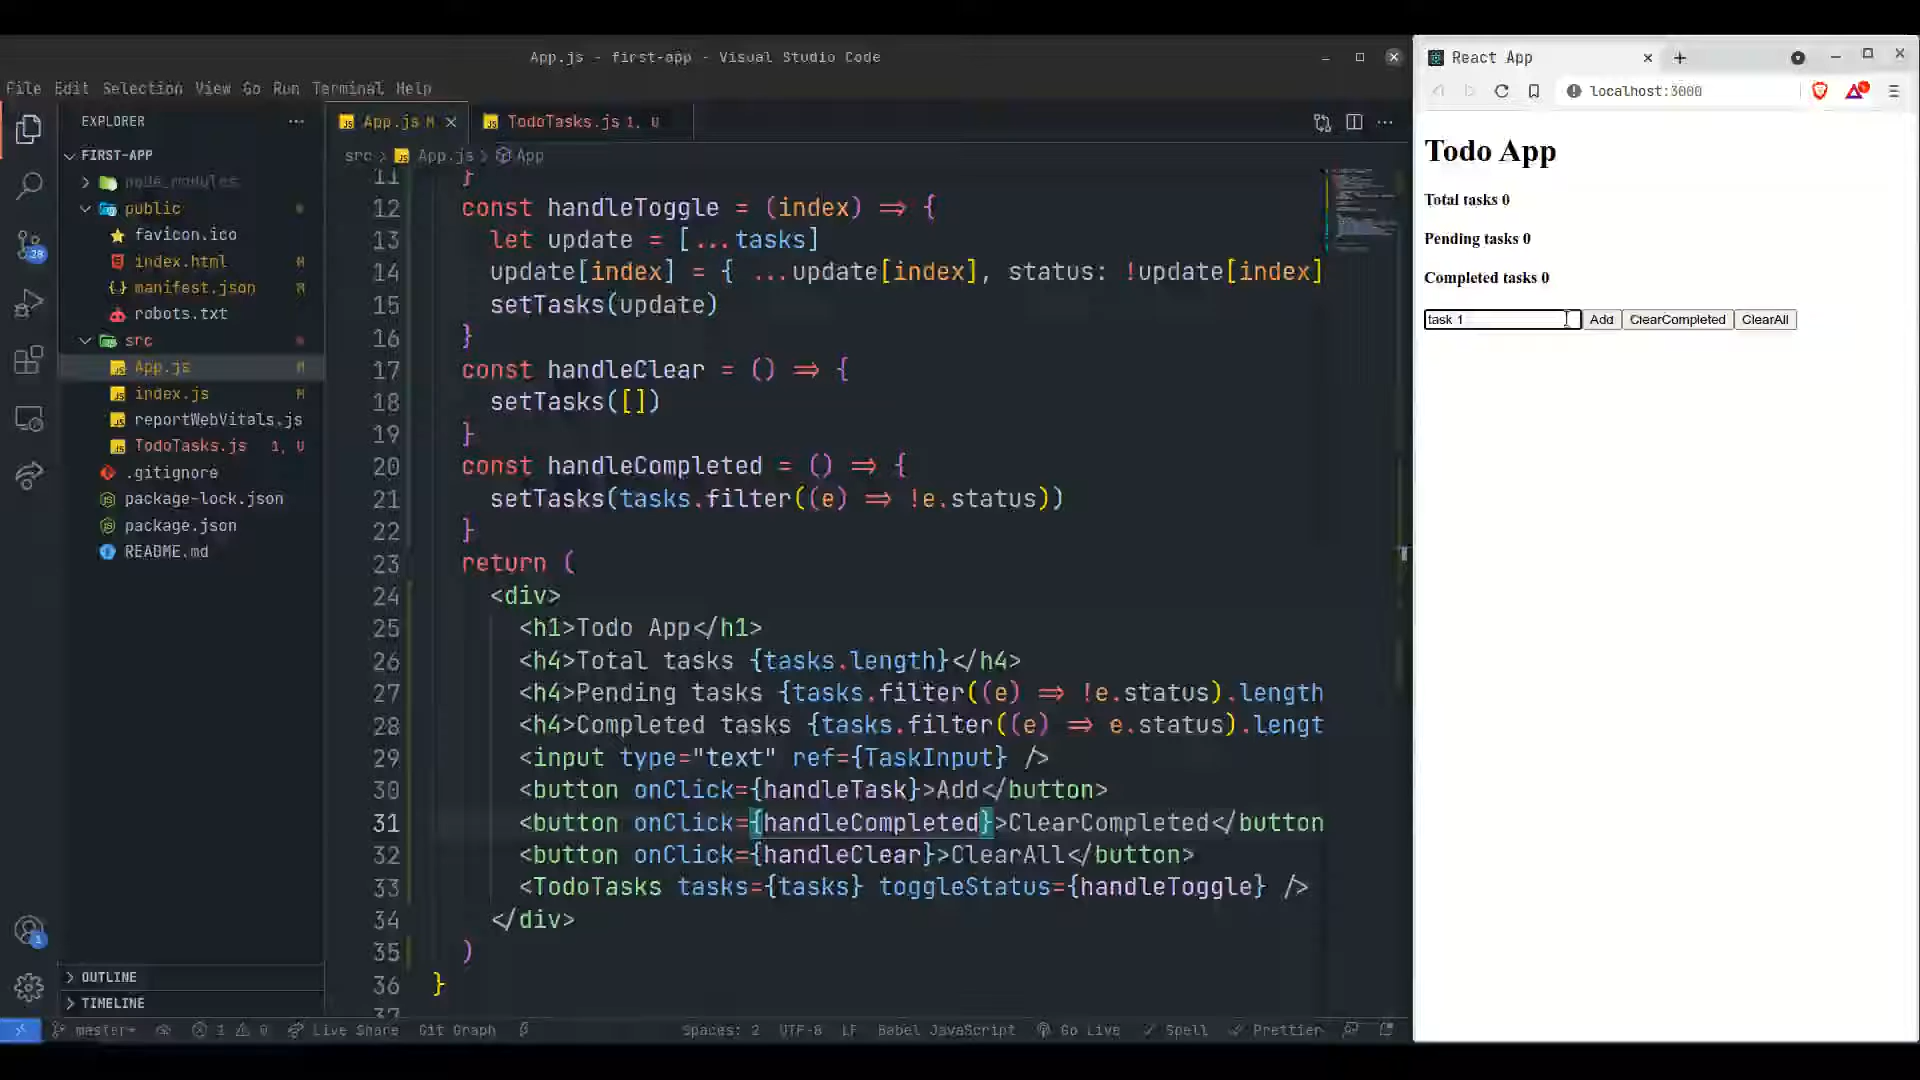 App.js - first-app - Visual Studio Code
File Edit Selection View Go Run Terminal Help
EXPLORER
FIRST-APP
node_modules
public
favicon.ico
index.html M
manifest.json M
robots.txt
src
App.js M
index.js M
reportWebVitals.js
TodoTasks.js 1, U
.gitignore
package-lock.json
package.json
README.md
OUTLINE
TIMELINE
App.js M
TodoTasks.js 1, U
src > App.js > App
11 }
12 const handleToggle = (index) => {
13 let update = [...tasks]
14 update[index] = { ...update[index], status: !update[index]
15 setTasks(update)
16 }
17 const handleClear = () => {
18 setTasks([])
19 }
20 const handleCompleted = () => {
21 setTasks(tasks.filter((e) => !e.status))
22 }
23 return (
24 <div>
25 <h1>Todo App</h1>
26 <h4>Total tasks {tasks.length}</h4>
27 <h4>Pending tasks {tasks.filter((e) => !e.status).length
28 <h4>Completed tasks {tasks.filter((e) => e.status).lengt
29 <input type="text" ref={TaskInput} />
30 <button onClick={handleTask}>Add</button>
31 <button onClick={handleCompleted}>ClearCompleted</button
32 <button onClick={handleClear}>ClearAll</button>
33 <TodoTasks tasks={tasks} toggleStatus={handleToggle} />
34 </div>
35 )
36 }
37
28
1
master* 1 0 Live Share Git Graph Spaces: 2 UTF-8 LF Babel JavaScript Go Live Spell Prettier
React App
localhost:3000
Todo App
Total tasks 0
Pending tasks 0
Completed tasks 0
task 1 Add ClearCompleted ClearAll